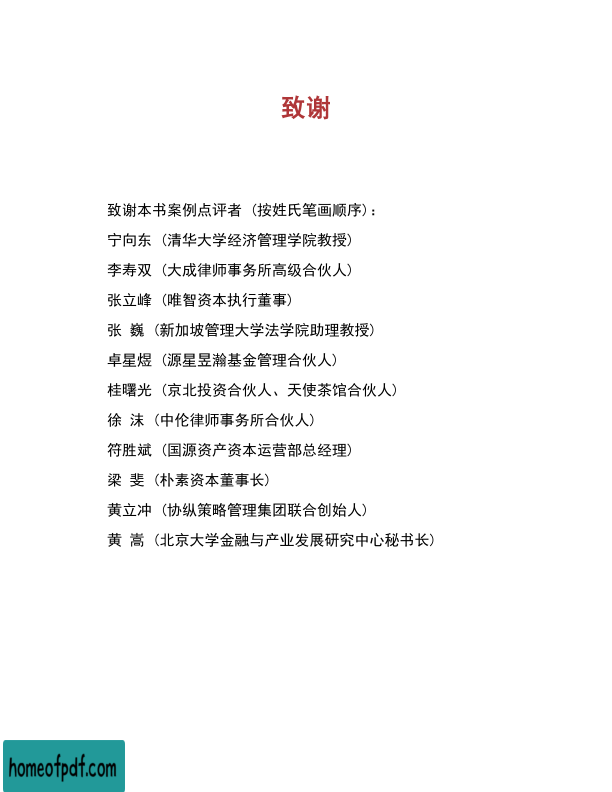 致谢
致谢本书案例点评者（按姓氏笔画顺序）：
宁向东（清华大学经济管理学院教授）
李寿双（大成律师事务所高级合伙人）
张立峰（唯智资本执行董事）
张 巍（新加坡管理大学法学院助理教授）
卓星煜（源星昱瀚基金管理合伙人）
桂曙光（京北投资合伙人、天使茶馆合伙人）
徐 沫（中伦律师事务所合伙人）
符胜斌（国源资产资本运营部总经理）
梁 斐（朴素资本董事长）
黄立冲（协纵策略管理集团联合创始人）
黄 嵩（北京大学金融与产业发展研究中心秘书长）
homeofpdf.com